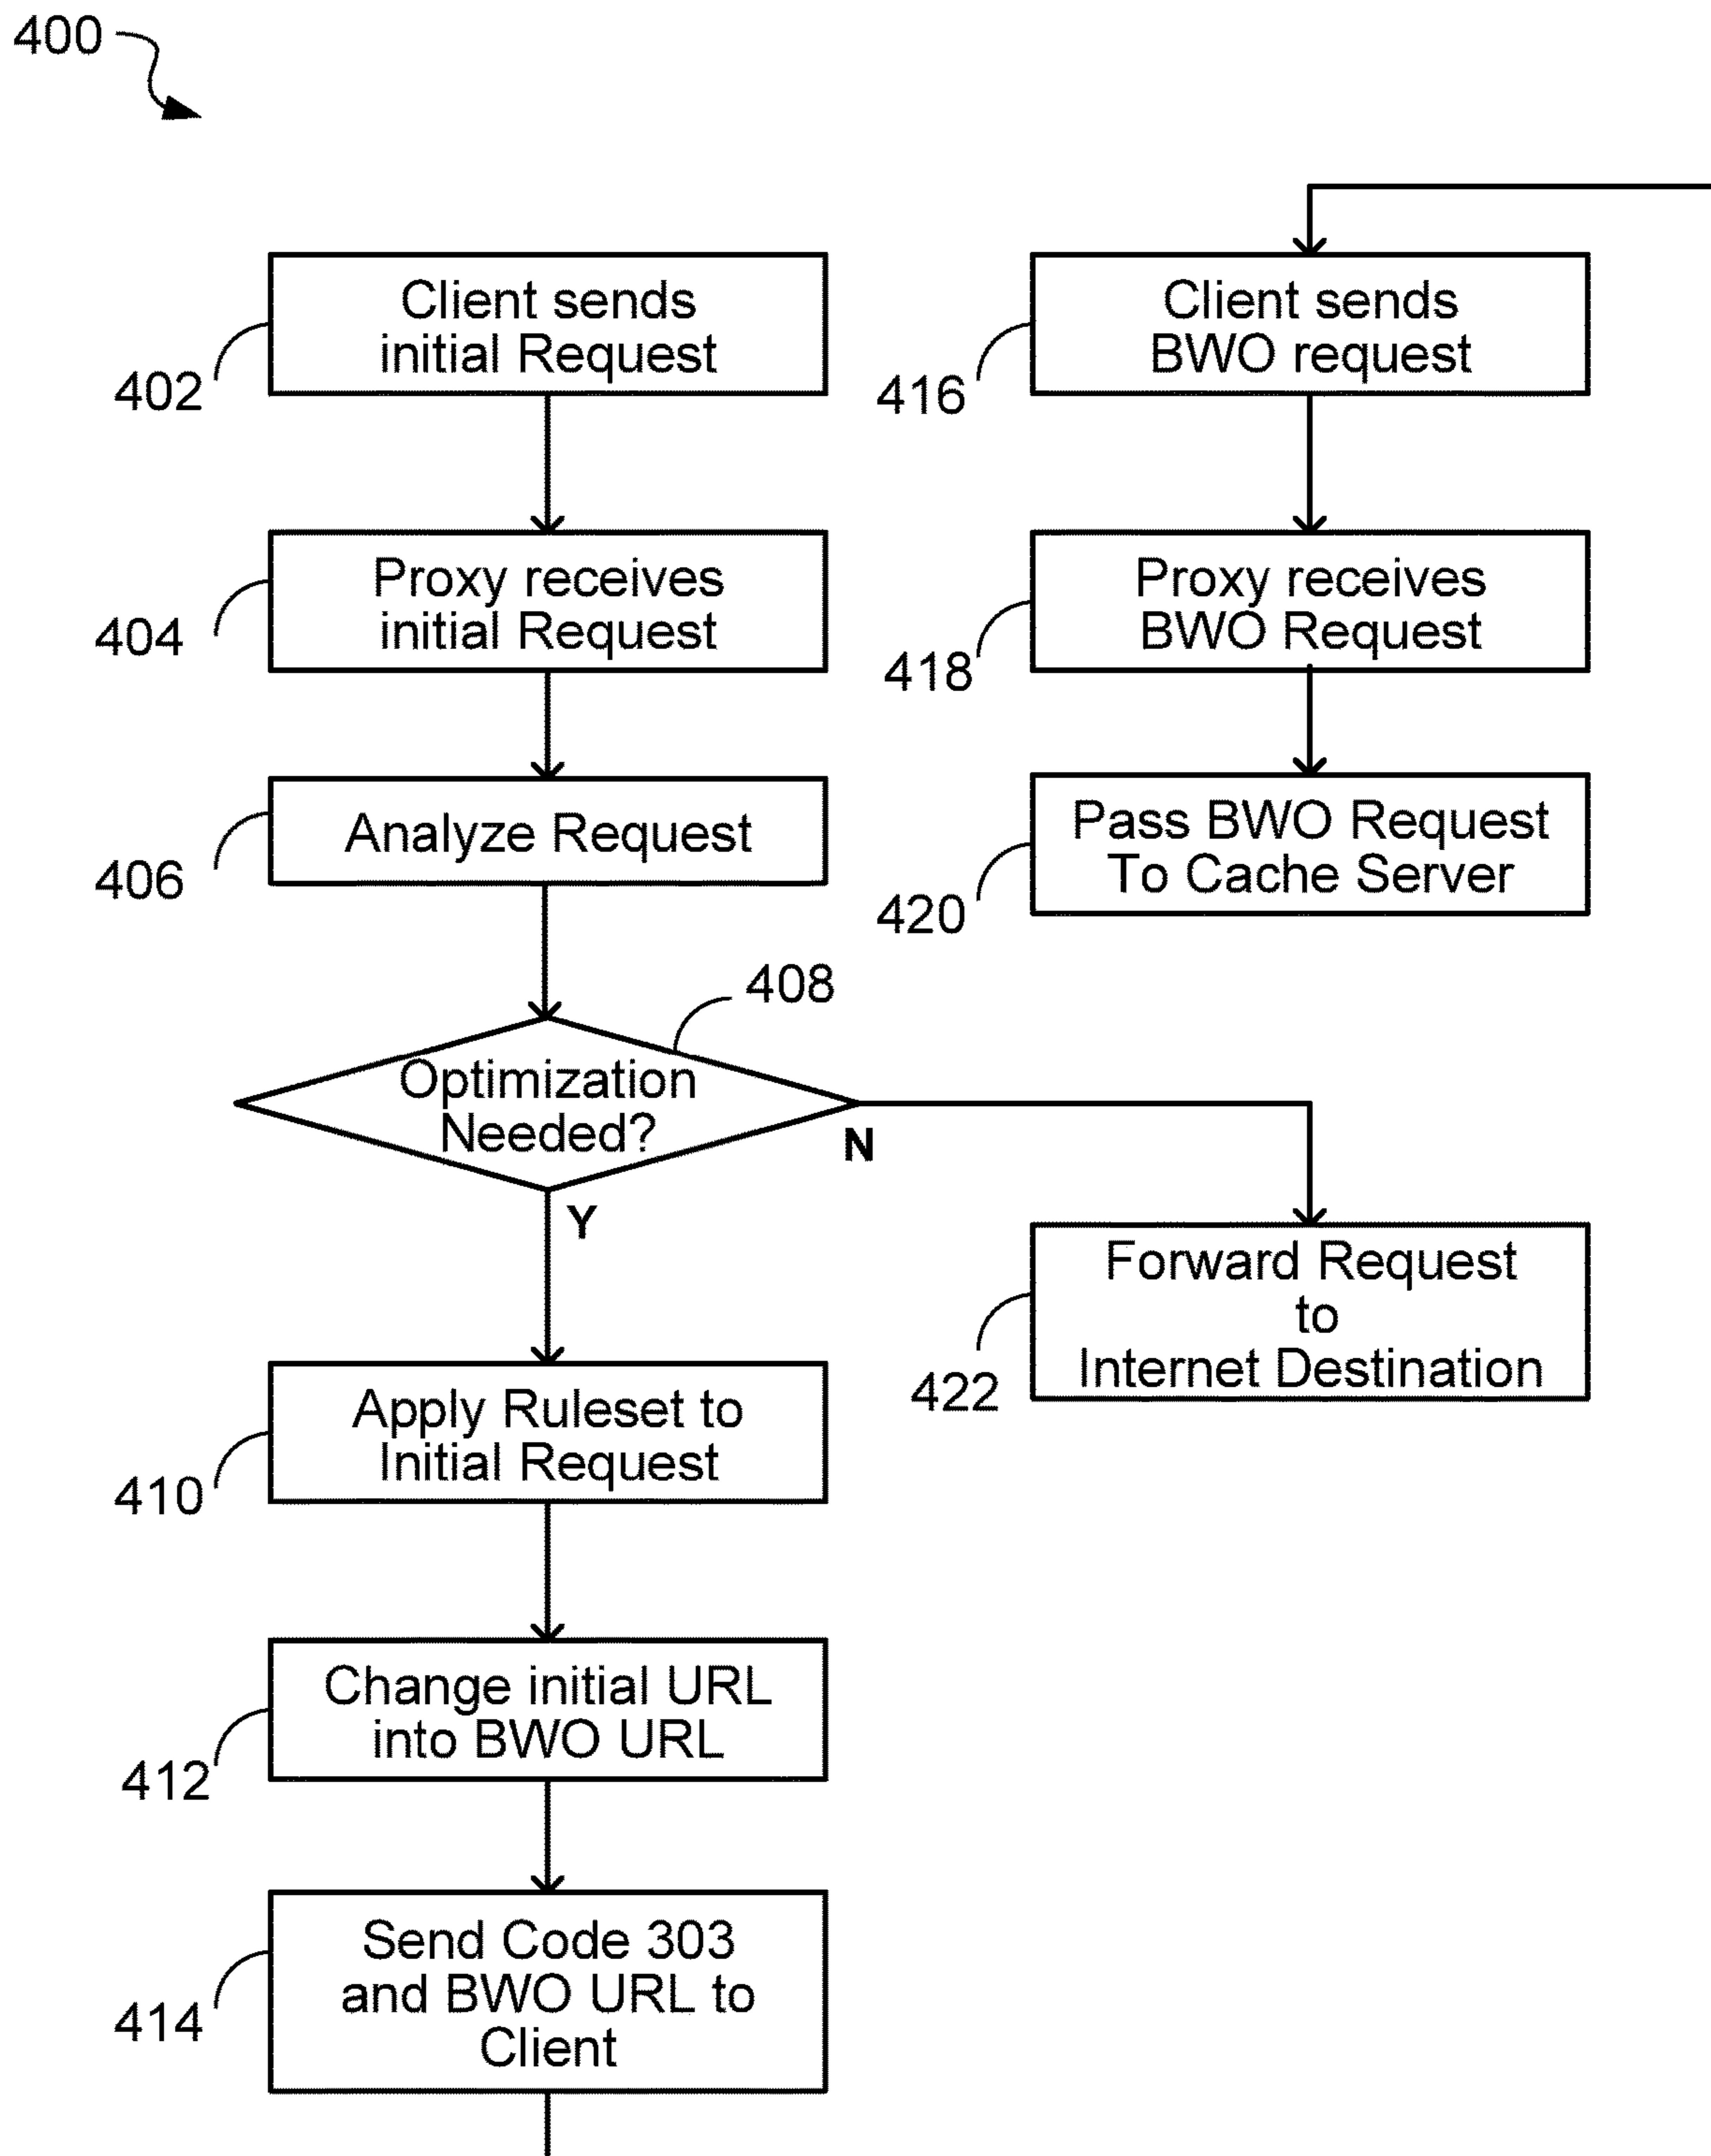 400
Client sends
initial Request
402
Proxy receives
initial Request
404
Analyze Request
406
408
Optimization
Needed?
N
Y
Apply Ruleset to
Initial Request
410
Change initial URL
into BWO URL
412
Send Code 303
and BWO URL to
Client
414
Client sends
BWO request
416
Proxy receives
BWO Request
418
Pass BWO Request
To Cache Server
420
Forward Request
to
Internet Destination
422